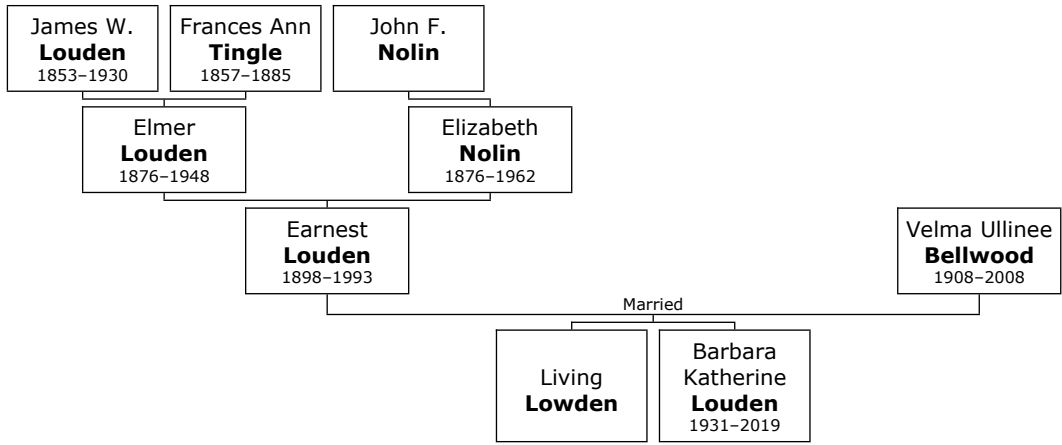 James W.
Louden
1853–1930
Frances Ann
Tingle
1857–1885
John F.
Nolin
Elmer
Louden
1876–1948
Elizabeth
Nolin
1876–1962
Earnest
Louden
1898–1993
Velma Ullinee
Bellwood
1908–2008
Married
Living
Lowden
Barbara
Katherine
Louden
1931–2019